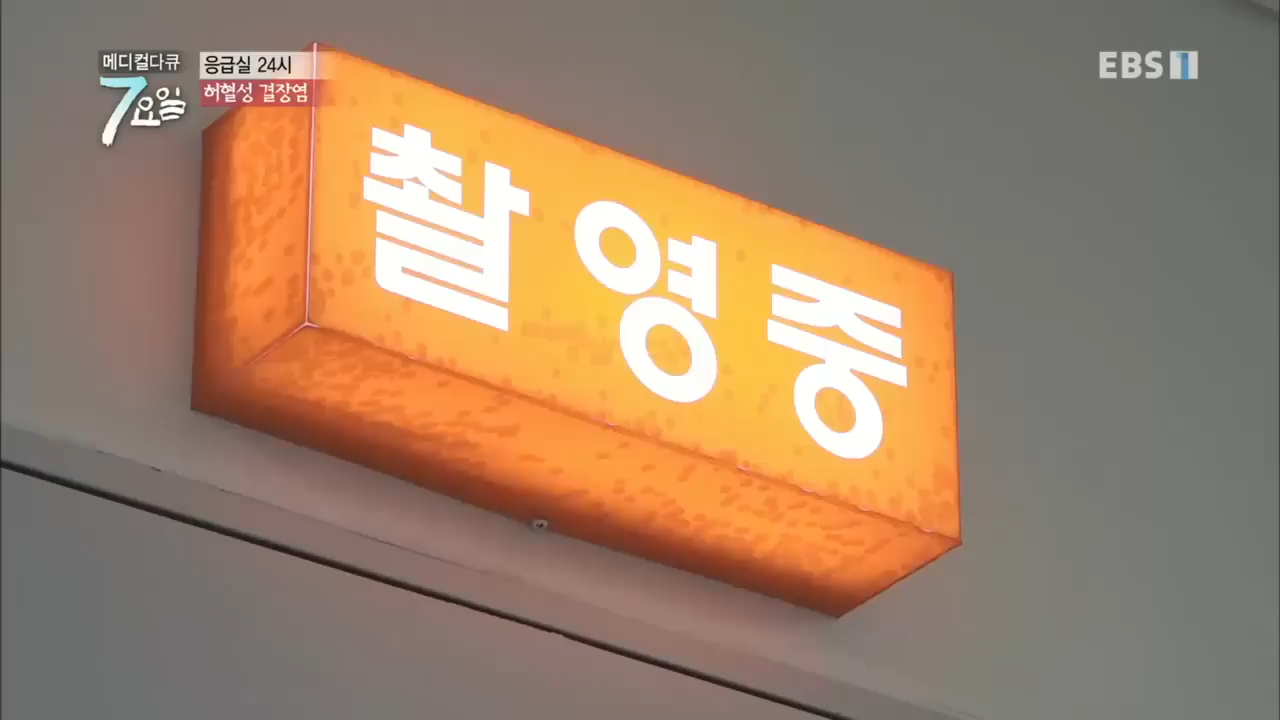 메디컬다큐
7요일
응급실 24시
허혈성 결장염
EBS 1
촬영중